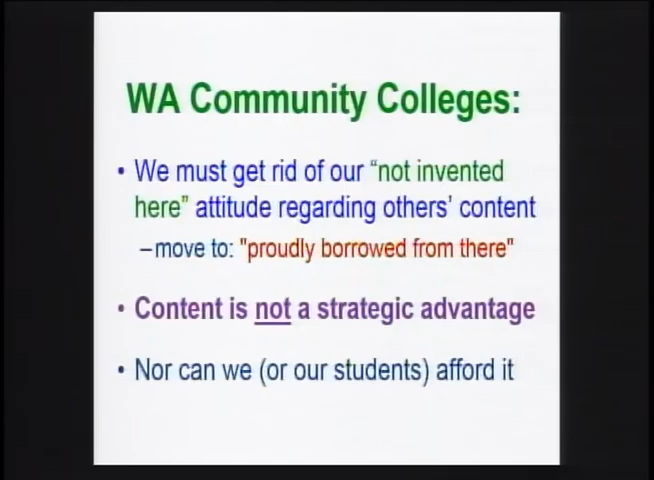 WA Community Colleges:
• We must get rid of our “not invented
here” attitude regarding others’ content
–move to: "proudly borrowed from there"
• Content is not a strategic advantage
• Nor can we (or our students) afford it